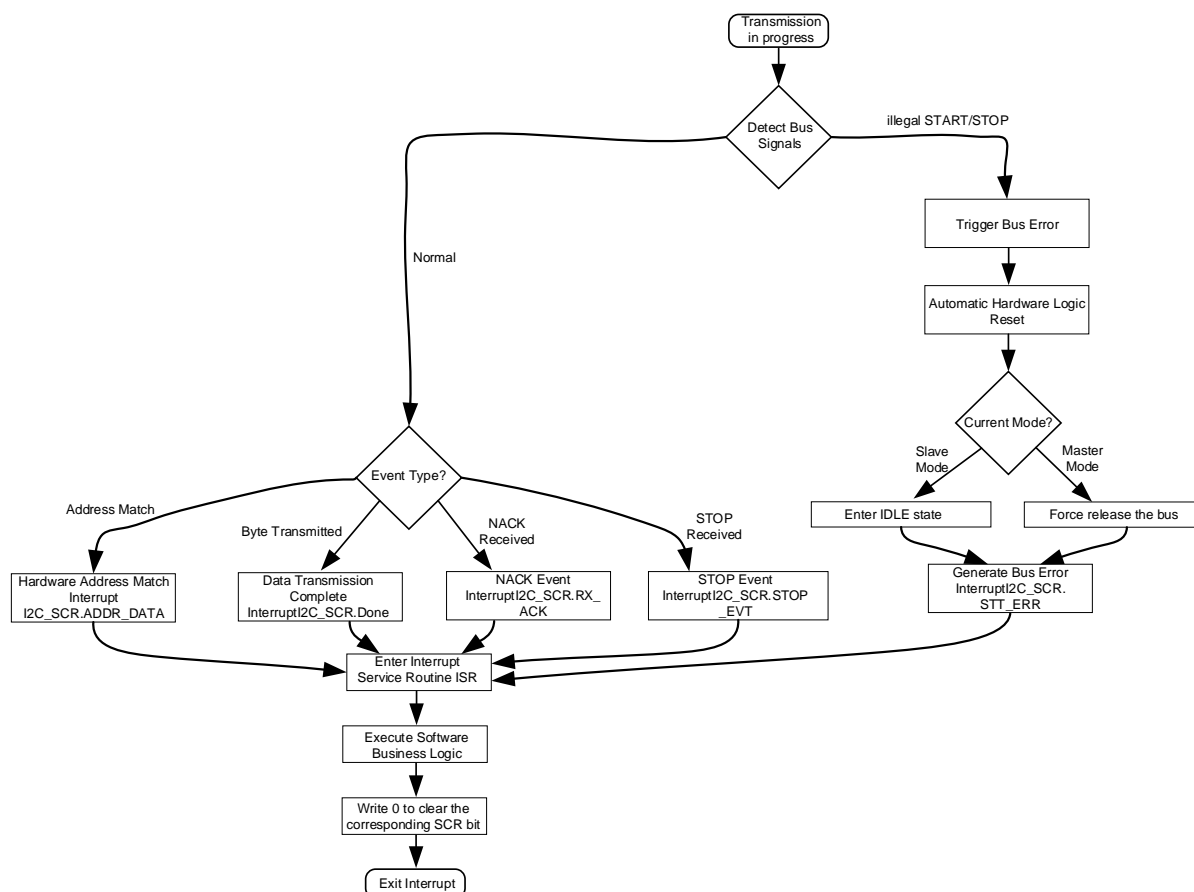 Transmission
in progress
Detect Bus
Signals
illegal START/STOP
Normal
Trigger Bus Error
Automatic Hardware Logic
Reset
Current Mode?
Slave
Mode
Master
Mode
Enter IDLE state
Force release the bus
Event Type?
Address Match
Byte Transmitted
NACK
Received
STOP
Received
Hardware Address Match
Interrupt
I2C_SCR.ADDR_DATA
Data Transmission
Complete
InterruptI2C_SCR.Done
NACK Event
InterruptI2C_SCR.RX_
ACK
STOP Event
InterruptI2C_SCR.STOP
_EVT
Generate Bus Error
InterruptI2C_SCR.
STT_ERR
Enter Interrupt
Service Routine ISR
Execute Software
Business Logic
Write 0 to clear the
corresponding SCR bit
Exit Interrupt